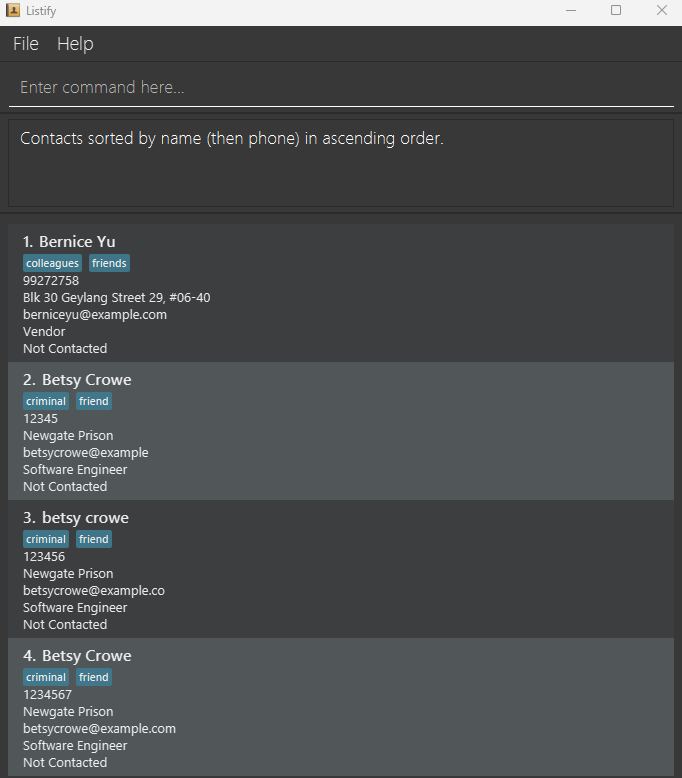 Listify
File Help
Enter command here...
Contacts sorted by name (then phone) in ascending order.
1. Bernice Yu
colleagues friends
99272758
Blk 30 Geylang Street 29, #06-40
berniceyu@example.com
Vendor
Not Contacted
2. Betsy Crowe
criminal friend
12345
Newgate Prison
betsycrowe@example
Software Engineer
Not Contacted
3. betsy crowe
criminal friend
123456
Newgate Prison
betsycrowe@example.co
Software Engineer
Not Contacted
4. Betsy Crowe
criminal friend
1234567
Newgate Prison
betsycrowe@example.com
Software Engineer
Not Contacted